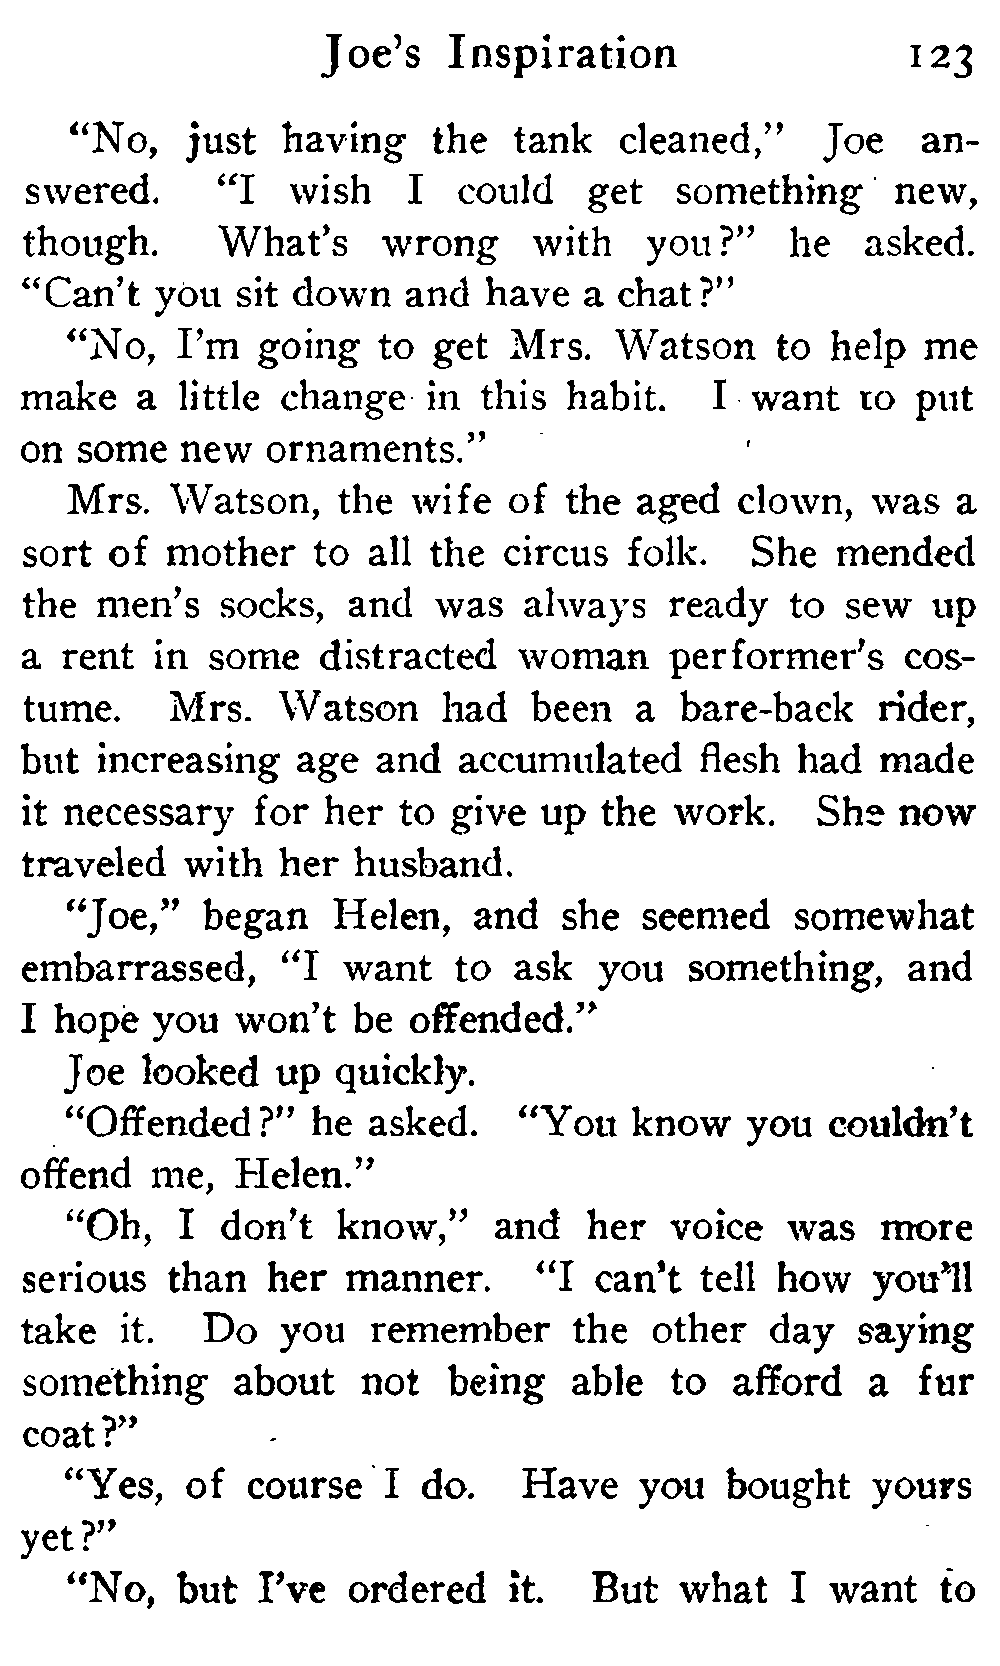 Joe's Inspiration 123
"No, just having the tank cleaned," Joe an-
swered. "I wish I could get something new,
though. What's wrong with you?" he asked.
"Can't you sit down and have a chat?"
"No, I'm going to get Mrs. Watson to help me
make a little change in this habit. I want to put
on some new ornaments."
Mrs. Watson, the wife of the aged clown, was a
sort of mother to all the circus folk. She mended
the men's socks, and was always ready to sew up
a rent in some distracted woman performer's cos-
tume. Mrs. Watson had been a bare-back rider,
but increasing age and accumulated flesh had made
it necessary for her to give up the work. She now
traveled with her husband.
"Joe," began Helen, and she seemed somewhat
embarrassed, "I want to ask you something, and
I hope you won't be offended."
Joe looked up quickly.
"Offended?" he asked. "You know you couldn't
offend me, Helen."
"Oh, I don't know," and her voice was more
serious than her manner. "I can't tell how you'll
take it. Do you remember the other day saying
something about not being able to afford a fur
coat?"
"Yes, of course I do. Have you bought yours
yet?"
"No, but I've ordered it. But what I want to